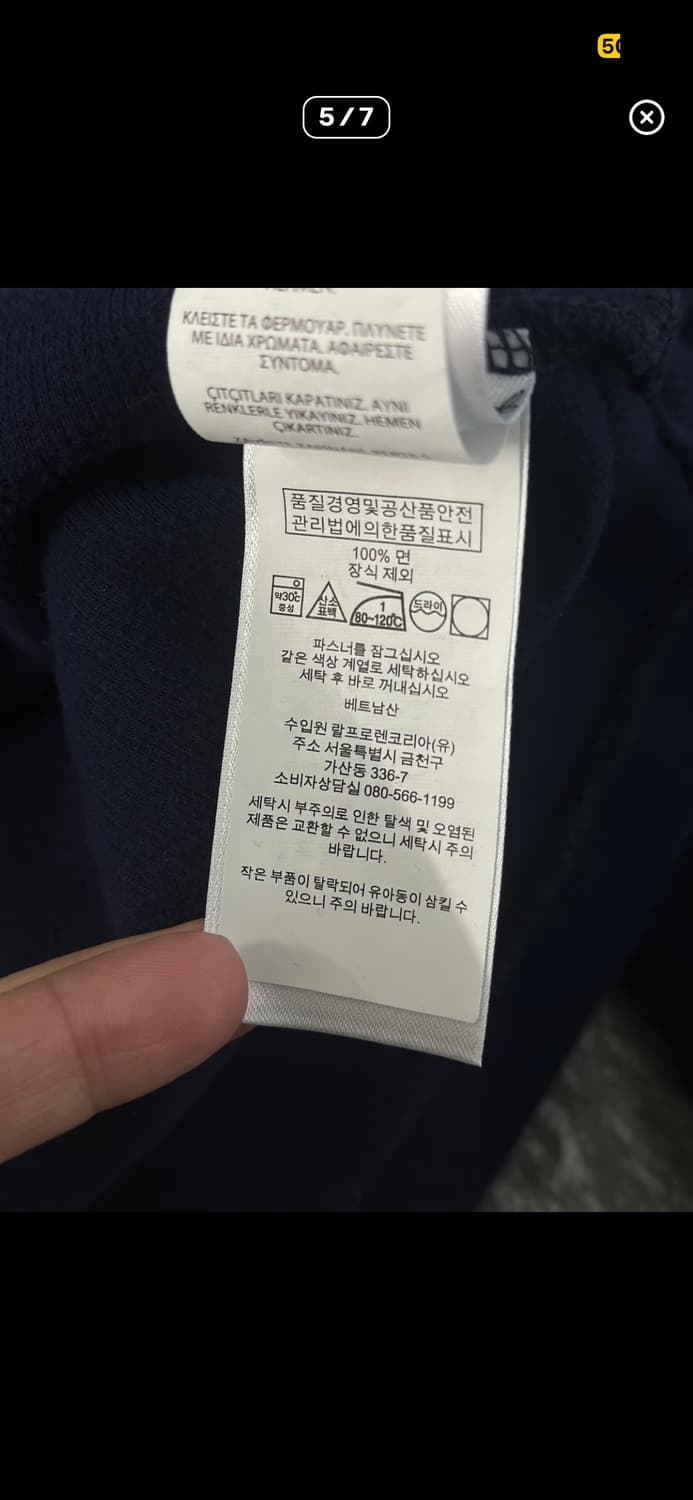 5/7
ΚΛΕΙΣΤΕ ΤΑ ΦΕΡΜΟΥΑΡ. ΠΛΥΝΕΤΕ
ΜΕ ΙΔΙΑ ΧΡΩΜΑΤΑ. ΑΦΑΙΡΕΣΤΕ
ΣΥΝΤΟΜΑ.
ÇITÇITLARI KAPATINIZ. AYNI
RENKLERLE YIKAYINIZ. HEMEN
ÇIKARTINIZ.
품질경영및공산품안전
관리법에의한품질표시
100% 면
장식 제외
약30℃
중성
산소
표백
1
80~120℃
드라이
파스너를 잠그십시오
같은 색상 계열로 세탁하십시오
세탁 후 바로 꺼내십시오
베트남산
수입원 랄프로렌코리아(유)
주소 서울특별시 금천구
가산동 336-7
소비자상담실 080-566-1199
세탁시 부주의로 인한 탈색 및 오염된
제품은 교환할 수 없으니 세탁시 주의
바랍니다.
작은 부품이 탈락되어 유아동이 삼킬 수
있으니 주의 바랍니다.